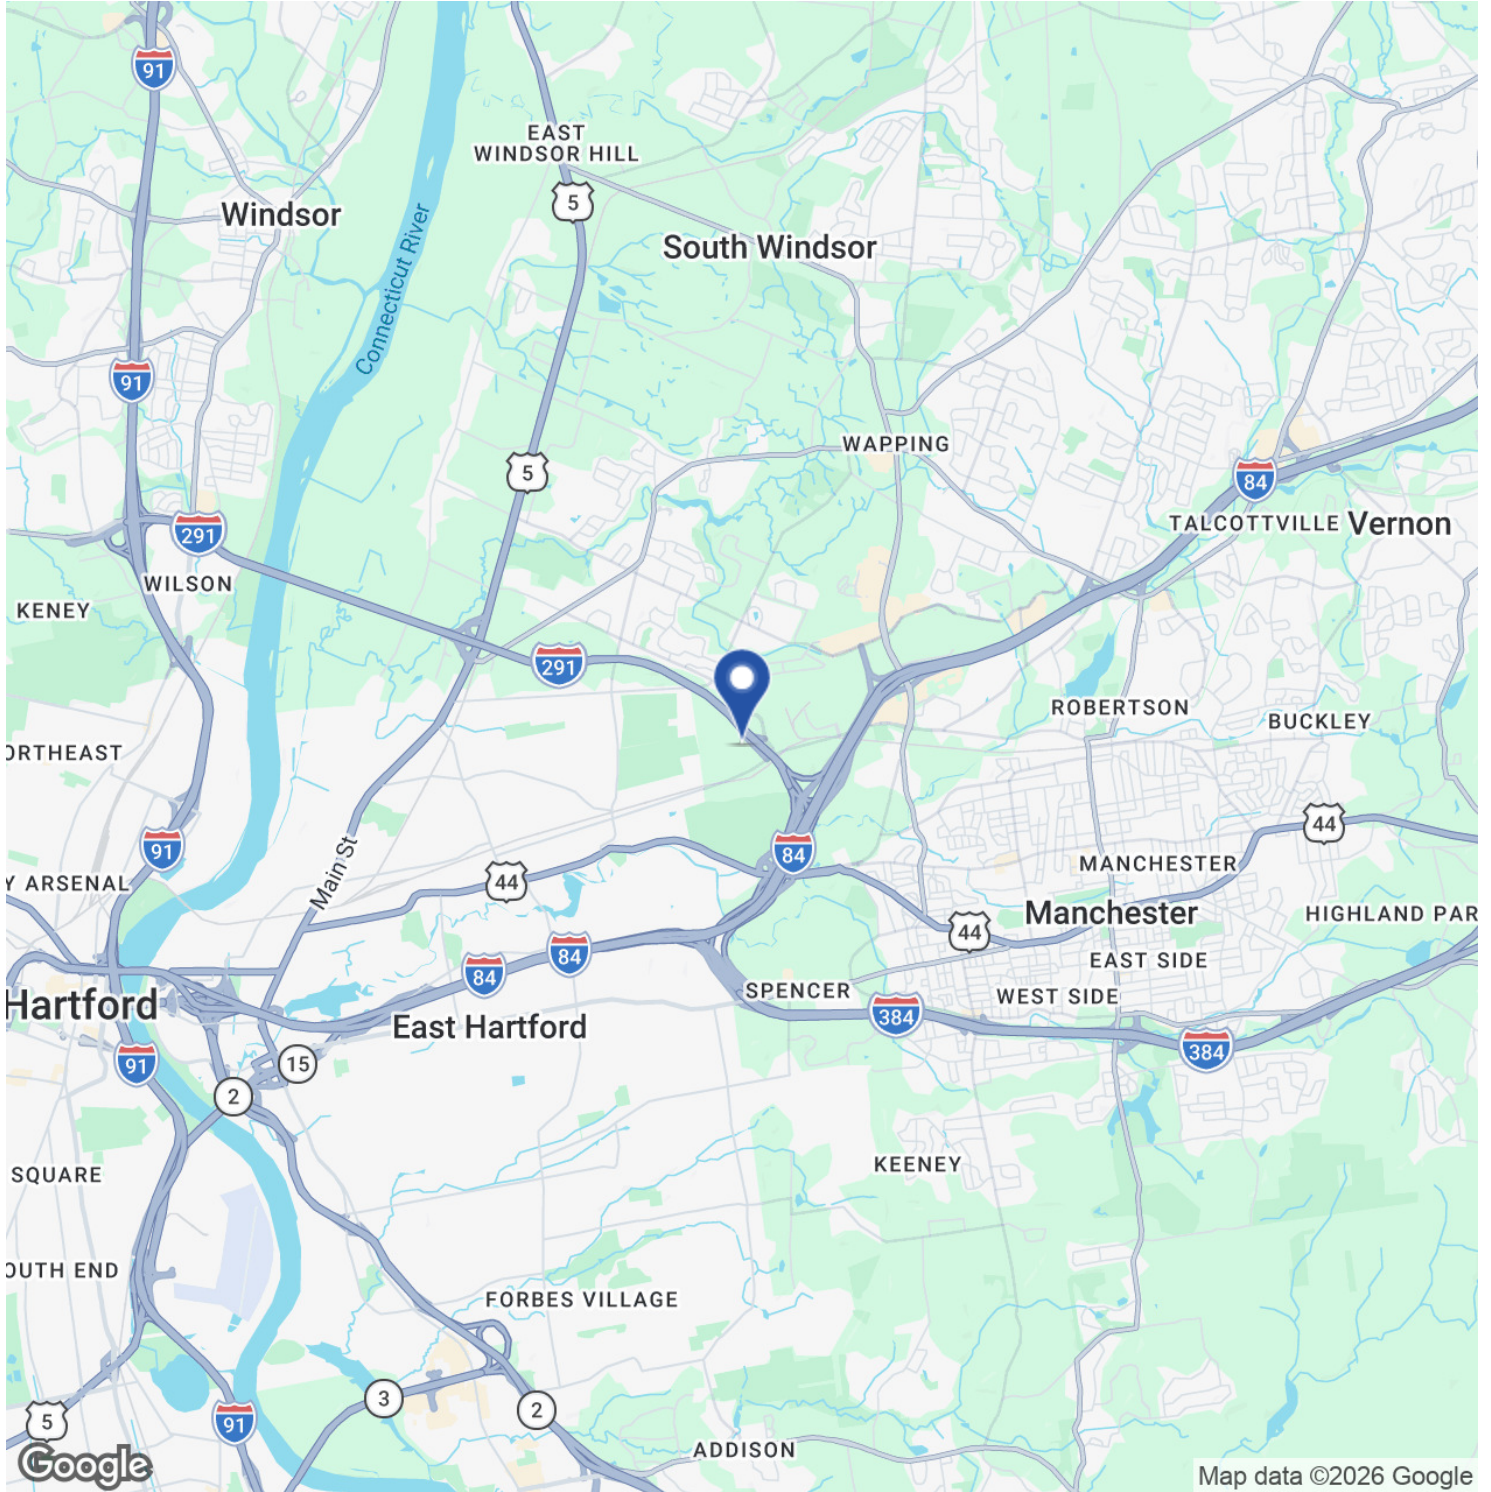 91
EAST
WINDSOR HILL
5
Windsor
Connecticut River
South Windsor
91
WAPPING
5
84
TALCOTTVILLE
Vernon
291
WILSON
KENEY
291
ROBERTSON
BUCKLEY
ORTHEAST
44
91
84
Main St
44
MANCHESTER
Y ARSENAL
Manchester
HIGHLAND PAR
44
84
84
EAST SIDE
SPENCER
WEST SIDE
Hartford
384
East Hartford
384
91
15
2
KEENEY
SQUARE
OUTH END
FORBES VILLAGE
3
2
5
91
ADDISON
Google
Map data ©2026 Google